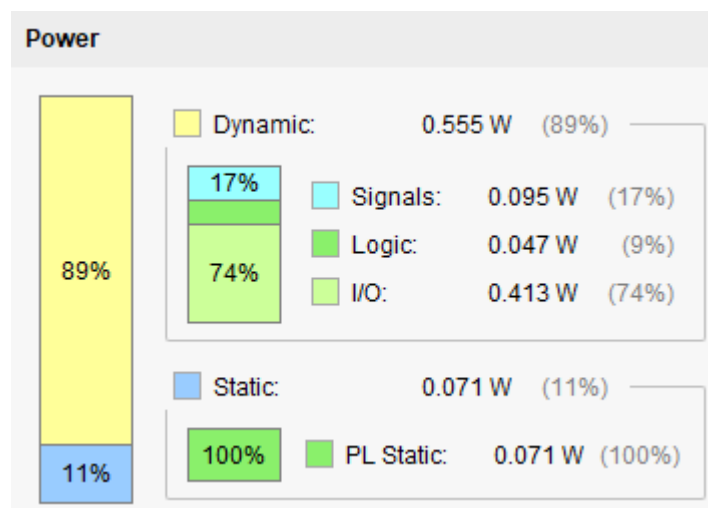 Power
Dynamic: 0.555 W (89%)
17%
Signals: 0.095 W (17%)
Logic: 0.047 W (9%)
89%
74%
I/O: 0.413 W (74%)
Static: 0.071 W (11%)
100%
PL Static: 0.071 W (100%)
11%